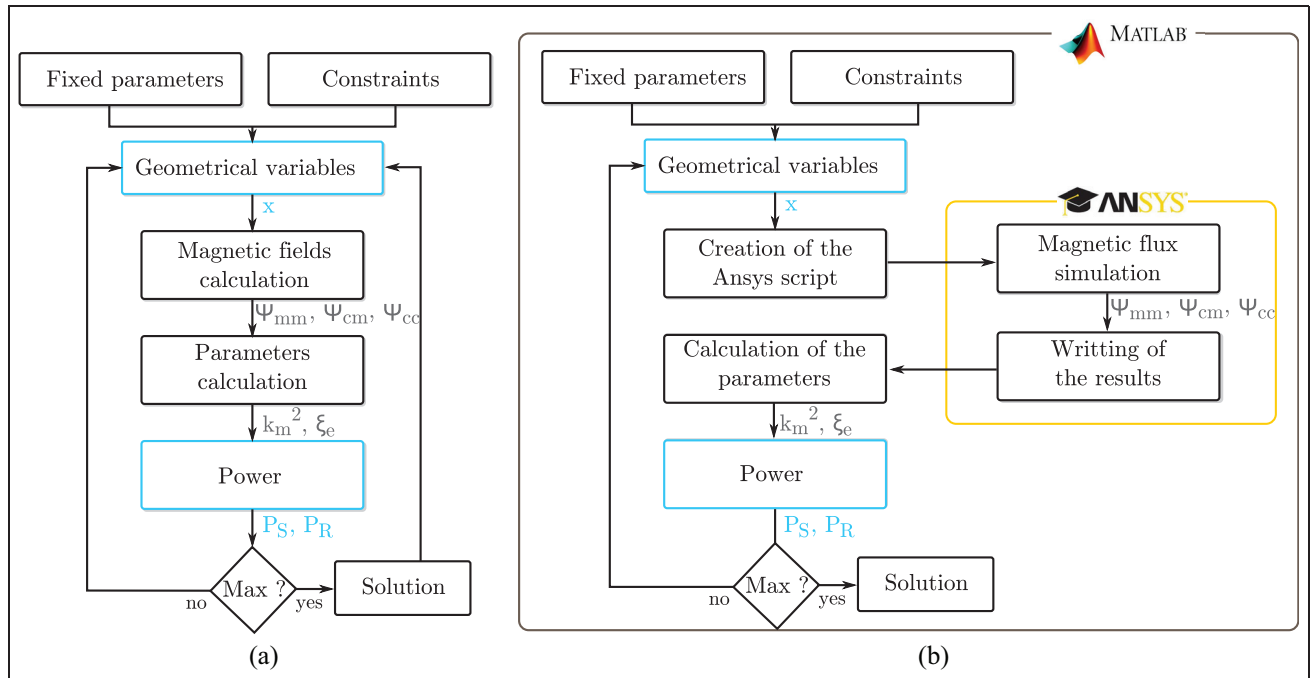 Fixed parameters
Constraints
Geometrical variables
x
Magnetic fields
calculation
Ψmm, Ψcm, Ψcc
Parameters
calculation
km², ξe
Power
PS, PR
Max ?
no
yes
Solution
(a)
MATLAB
Fixed parameters
Constraints
Geometrical variables
x
Creation of the
Ansys script
ANSYS
Magnetic flux
simulation
Ψmm, Ψcm, Ψcc
Writting of
the results
Calculation of the
parameters
km², ξe
Power
PS, PR
Max ?
no
yes
Solution
(b)